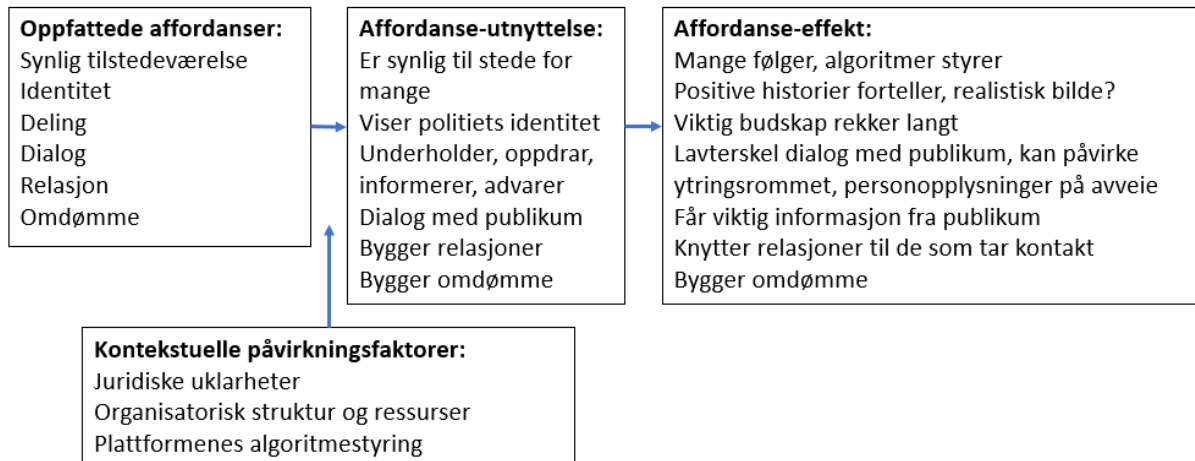 Oppfattede affordanser:
Synlig tilstedeværelse
Identitet
Deling
Dialog
Relasjon
Omdømme
Affordanse-utnyttelse:
Er synlig til stede for
mange
Viser politiets identitet
Underholder, oppdrar,
informerer, advarer
Dialog med publikum
Bygger relasjoner
Bygger omdømme
Affordanse-effekt:
Mange følger, algoritmer styrer
Positive historier forteller, realistisk bilde?
Viktig budskap rekker langt
Lavterskel dialog med publikum, kan påvirke
ytringsrommet, personopplysninger på avveie
Får viktig informasjon fra publikum
Knytter relasjoner til de som tar kontakt
Bygger omdømme
Kontekstuelle påvirkningsfaktorer:
Juridiske uklarheter
Organisatorisk struktur og ressurser
Plattformenes algoritmestyring